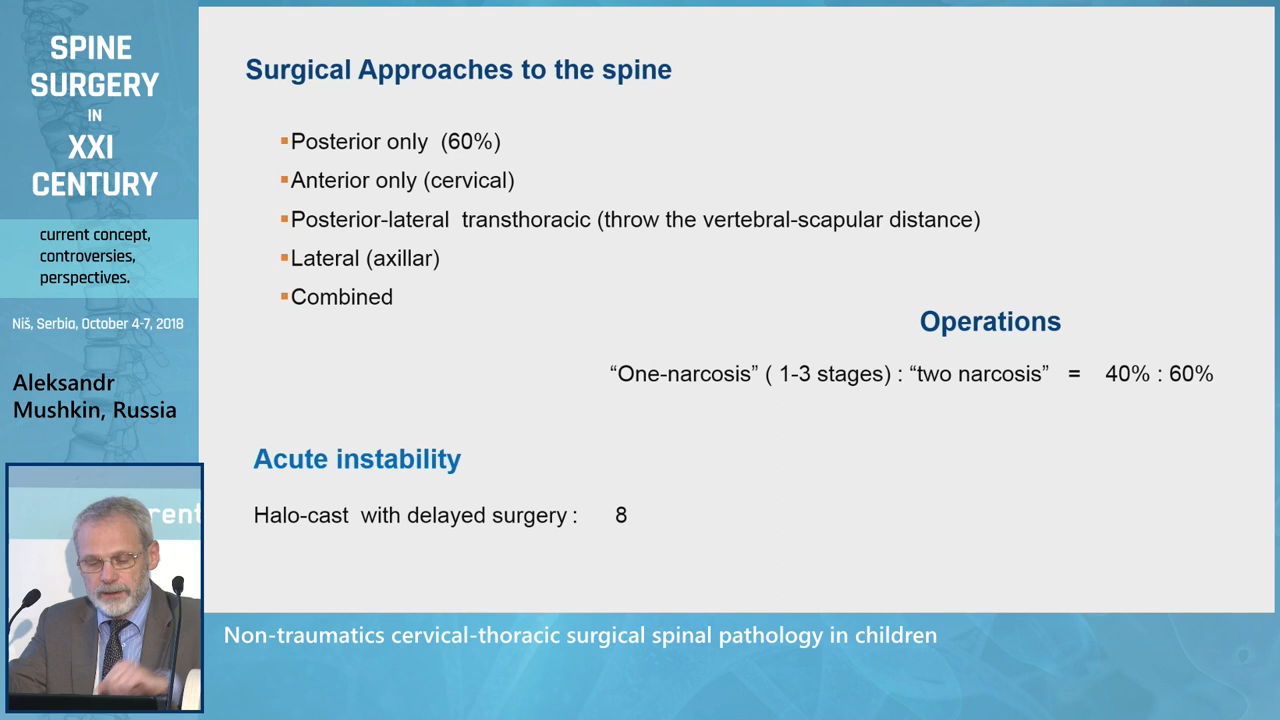 SPINE
SURGERY
IN
XXI
CENTURY
current concept,
controversies,
perspectives.
Niš, Serbia, October 4-7, 2018
Aleksandr
Mushkin, Russia
rent
Surgical Approaches to the spine
Posterior only (60%)
Anterior only (cervical)
Posterior-lateral transthoracic (throw the vertebral-scapular distance)
Lateral (axillar)
Combined
Operations
“One-narcosis” ( 1-3 stages) : “two narcosis” = 40% : 60%
Acute instability
Halo-cast with delayed surgery : 8
Non-traumatics cervical-thoracic surgical spinal pathology in children